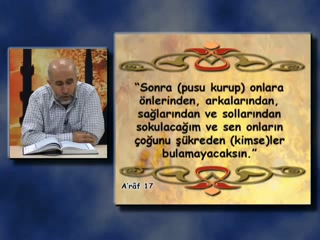 “Sonra (pusu kurup) onlara
önlerinden, arkalarından,
sağlarından ve sollarından
sokulacağım ve sen onların
çoğunu şükreden (kimse)ler
bulamayacaksın.”
A'râf 17